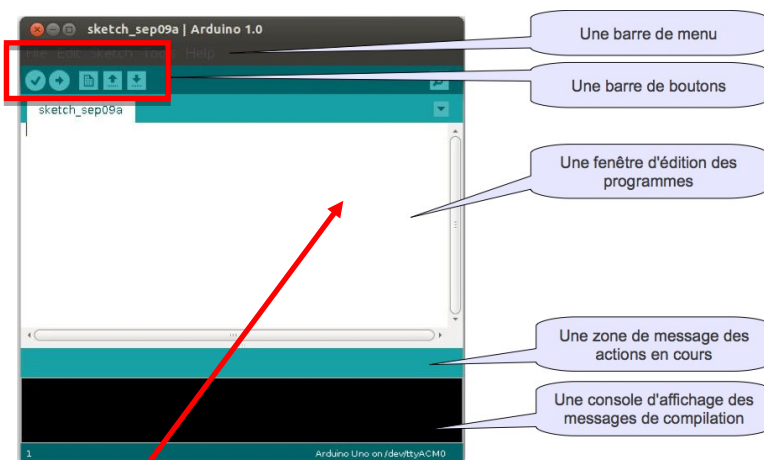 sketch_sep09a | Arduino 1.0
File Edit Sketch Tools Help
sketch_sep09a
Une barre de menu
Une barre de boutons
Une fenêtre d'édition des
programmes
Une zone de message des
actions en cours
Une console d'affichage des
messages de compilation
1
Arduino Uno on /dev/ttyACM0